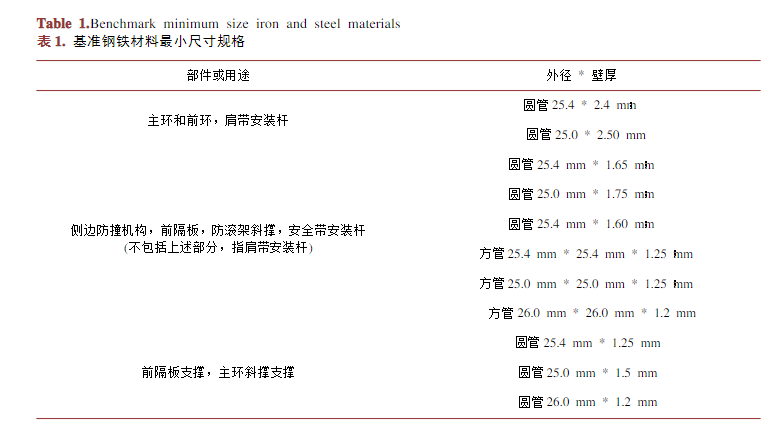 Table 1.Benchmark minimum size iron and steel materials
表 1. 基准钢铁材料最小尺寸规格
部件或用途 外径 * 壁厚
主环和前环，肩带安装杆
圆管 25.4 * 2.4 mm
圆管 25.0 * 2.50 mm
侧边防撞机构，前隔板，防滚架斜撑，安全带安装杆
(不包括上述部分，指肩带安装杆)
圆管 25.4 mm * 1.65 mm
圆管 25.0 mm * 1.75 mm
圆管 25.4 mm * 1.60 mm
方管 25.4 mm * 25.4 mm * 1.25 mm
方管 25.0 mm * 25.0 mm * 1.25 mm
方管 26.0 mm * 26.0 mm * 1.2 mm
前隔板支撑，主环斜撑支撑
圆管 25.4 mm * 1.25 mm
圆管 25.0 mm * 1.5 mm
圆管 26.0 mm * 1.2 mm